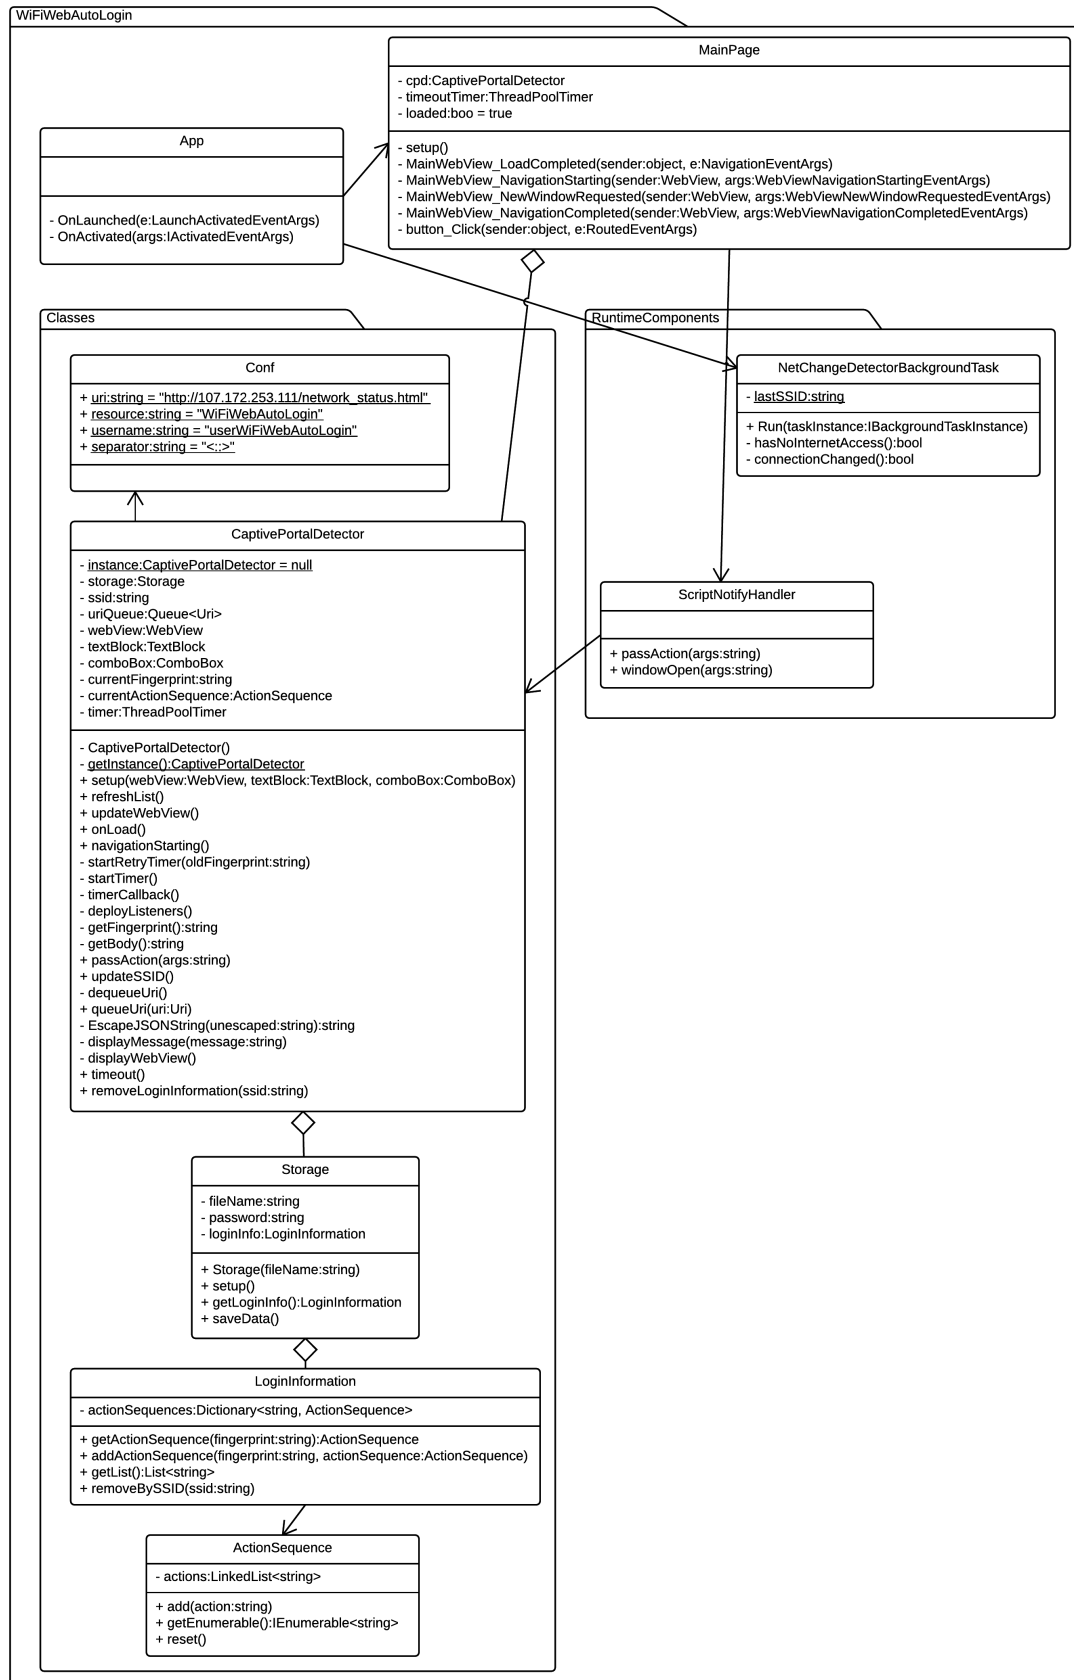 WiFiWebAutoLogin
MainPage
- cpd:CaptivePortalDetector
- timeoutTimer:ThreadPoolTimer
- loaded:boo = true
- setup()
- MainWebView_LoadCompleted(sender:object, e:NavigationEventArgs)
- MainWebView_NavigationStarting(sender:WebView, args:WebViewNavigationStartingEventArgs)
- MainWebView_NewWindowRequested(sender:WebView, args:WebViewNewWindowRequestedEventArgs)
- MainWebView_NavigationCompleted(sender:WebView, args:WebViewNavigationCompletedEventArgs)
- button_Click(sender:object, e:RoutedEventArgs)
App
- OnLaunched(e:LaunchActivatedEventArgs)
- OnActivated(args:IActivatedEventArgs)
Classes
Conf
+ uri:string = "http://107.172.253.111/network_status.html"
+ resource:string = "WiFiWebAutoLogin"
+ username:string = "userWiFiWebAutoLogin"
+ separator:string = "<::>"
RuntimeComponents
NetChangeDetectorBackgroundTask
- lastSSID:string
+ Run(taskInstance:IBackgroundTaskInstance)
- hasNoInternetAccess():bool
- connectionChanged():bool
ScriptNotifyHandler
+ passAction(args:string)
+ windowOpen(args:string)
CaptivePortalDetector
- instance:CaptivePortalDetector = null
- storage:Storage
- ssid:string
- uriQueue:Queue<Uri>
- webView:WebView
- textBlock:TextBlock
- comboBox:ComboBox
- currentFingerprint:string
- currentActionSequence:ActionSequence
- timer:ThreadPoolTimer
- CaptivePortalDetector()
- getInstance():CaptivePortalDetector
+ setup(webView:WebView, textBlock:TextBlock, comboBox:ComboBox)
+ refreshList()
+ updateWebView()
+ onLoad()
+ navigationStarting()
- startRetryTimer(oldFingerprint:string)
- startTimer()
- timerCallback()
- deployListeners()
- getFingerprint():string
- getBody():string
+ passAction(args:string)
+ updateSSID()
- dequeueUri()
+ queueUri(uri:Uri)
- EscapeJSONString(unescaped:string):string
- displayMessage(message:string)
- displayWebView()
+ timeout()
+ removeLoginInformation(ssid:string)
Storage
- fileName:string
- password:string
- loginInfo:LoginInformation
+ Storage(fileName:string)
+ setup()
+ getLoginInfo():LoginInformation
+ saveData()
LoginInformation
- actionSequences:Dictionary<string, ActionSequence>
+ getActionSequence(fingerprint:string):ActionSequence
+ addActionSequence(fingerprint:string, actionSequence:ActionSequence)
+ getList():List<string>
+ removeBySSID(ssid:string)
ActionSequence
- actions:LinkedList<string>
+ add(action:string)
+ getEnumerable():IEnumerable<string>
+ reset()